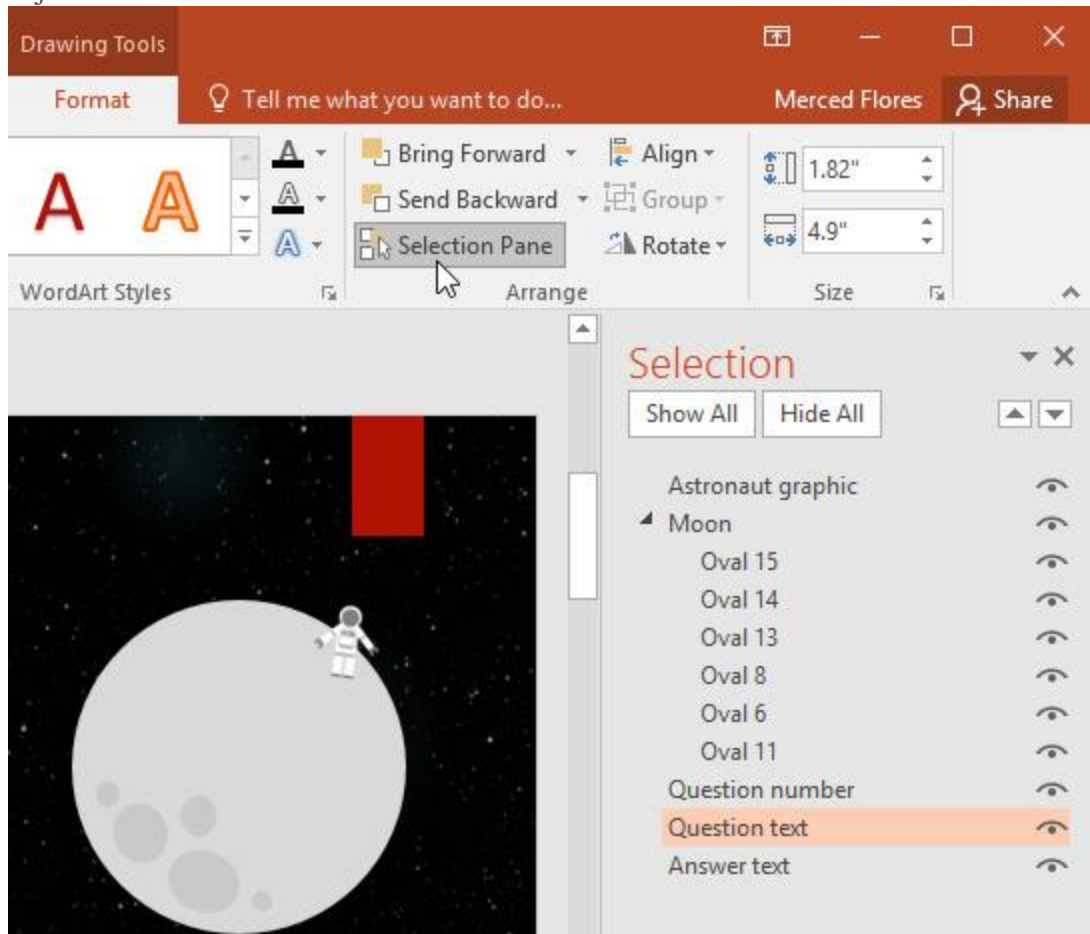 Drawing Tools
Format
Tell me what you want to do...
Merced Flores
Share
A A
A
A
A
Bring Forward
Send Backward
Selection Pane
Align
Group
Rotate
1.82"
4.9"
WordArt Styles
Arrange
Size
Selection
Show All
Hide All
Astronaut graphic
Moon
Oval 15
Oval 14
Oval 13
Oval 8
Oval 6
Oval 11
Question number
Question text
Answer text